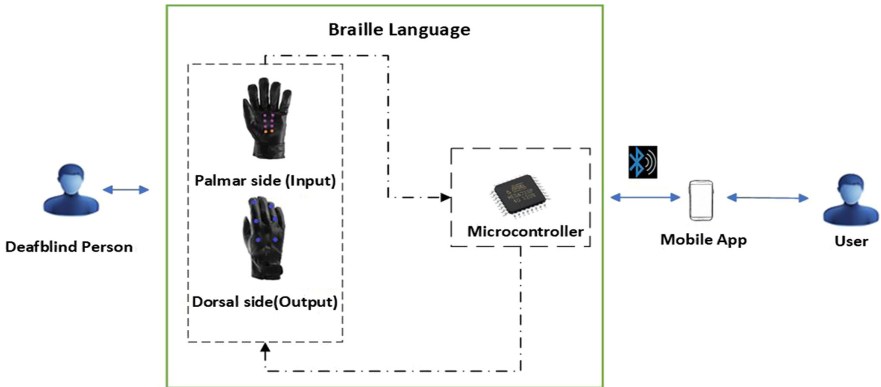 Braille Language
Palmar side (Input)
Deafblind Person
Dorsal side(Output)
Microcontroller
Mobile App
User